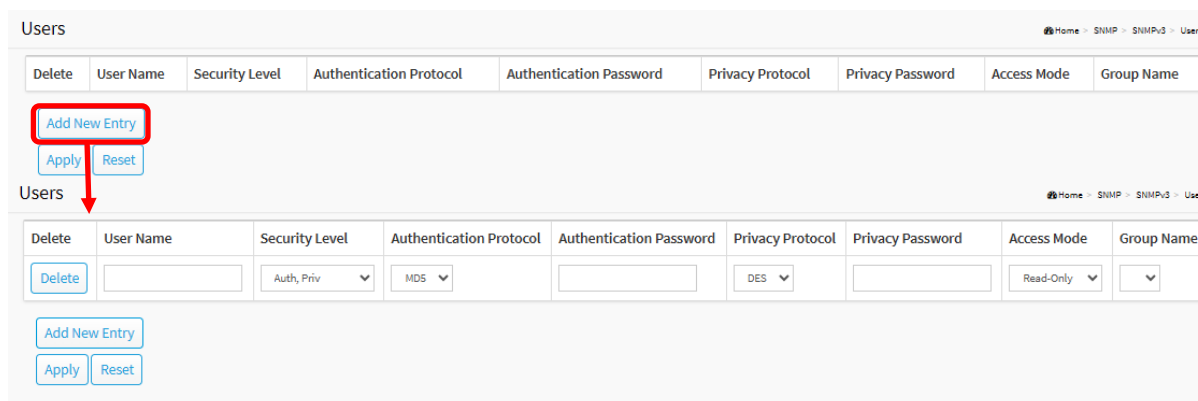 Users
Home > SNMP > SNMPv3 > User
Delete User Name Security Level Authentication Protocol Authentication Password Privacy Protocol Privacy Password Access Mode Group Name
Add New Entry
Apply Reset
Users
Home > SNMP > SNMPv3 > Use
Delete User Name Security Level Authentication Protocol Authentication Password Privacy Protocol Privacy Password Access Mode Group Name
Delete Auth, Priv MD5 DES Read-Only
Add New Entry
Apply Reset